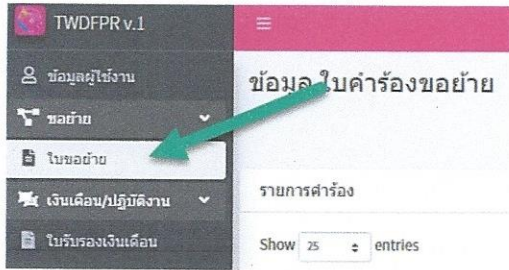 TWDFPR v.1
ข้อมูลผู้ใช้งาน
ขอย้าย
ใบขอย้าย
เงินเดือน/ปฏิบัติงาน
ใบรับรองเงินเดือน
ข้อมูล ใบคำร้องขอย้าย
รายการคำร้อง
Show 25 entries